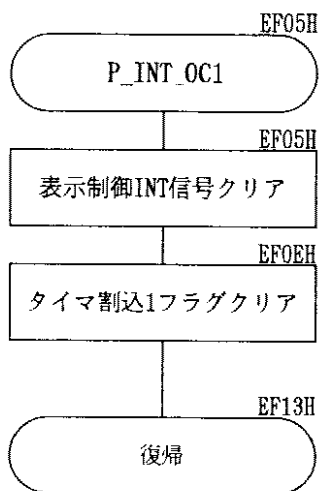 EF05H
P_INT_OC1
EF05H
表示制御INT信号クリア
EF0EH
タイマ割込1フラグクリア
EF13H
復帰